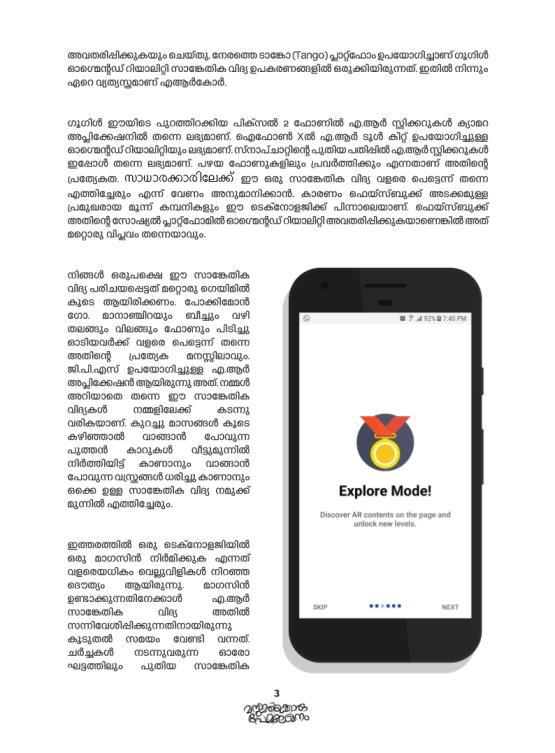 അവതരിപ്പിക്കുകയും ചെയ്തു. നേരത്തെ ടാങ്കോ (Tango) പ്ലാറ്റ്ഫോം ഉപയോഗിച്ചാണ് ഗൂഗിൾ
ഓഗ്മെന്റഡ് റിയാലിറ്റി സാങ്കേതിക വിദ്യ ഉപകരണങ്ങളിൽ ഒരുക്കിയിരുന്നത്. ഇതിൽ നിന്നും
ഏറെ വ്യത്യസ്തമാണ് എആർകോർ.
ഗൂഗിൾ ഈയിടെ പുറത്തിറക്കിയ പിക്സൽ 2 ഫോണിൽ എ.ആർ സ്റ്റിക്കറുകൾ ക്യാമറ
അപ്ലിക്കേഷനിൽ തന്നെ ലഭ്യമാണ്. ഐഫോൺ Xൽ എ.ആർ ടൂൾ കിറ്റ് ഉപയോഗിച്ചുള്ള
ഓഗ്മെന്റഡ് റിയാലിറ്റിയും ലഭ്യമാണ്. സ്നാപ്ചാറ്റിന്റെ പുതിയ പതിപ്പിൽ എ.ആർ സ്റ്റിക്കറുകൾ
ഇപ്പോൾ തന്നെ ലഭ്യമാണ്. പഴയ ഫോണുകളിലും പ്രവർത്തിക്കും എന്നതാണ് അതിന്റെ
പ്രത്യേകത. സാധാരക്കാരിലേക്ക് ഈ ഒരു സാങ്കേതിക വിദ്യ വളരെ പെട്ടെന്ന് തന്നെ
എത്തിച്ചേരും എന്ന് വേണം അനുമാനിക്കാൻ. കാരണം ഫെയ്സ്ബുക്ക് അടക്കമുള്ള
പ്രമുഖരായ മൂന്ന് കമ്പനികളും ഈ ടെക്നോളജിക്ക് പിന്നാലെയാണ്. ഫെയ്സ്ബുക്ക്
അതിന്റെ സോഷ്യൽ പ്ലാറ്റ്ഫോമിൽ ഓഗ്മെന്റഡ് റിയാലിറ്റി അവതരിപ്പിക്കുകയാണെങ്കിൽ അത്
മറ്റൊരു വിപ്ലവം തന്നെയാവും.
നിങ്ങൾ ഒരുപക്ഷെ ഈ സാങ്കേതിക
വിദ്യ പരിചയപ്പെട്ടത് മറ്റൊരു ഗെയിമിൽ
കൂടെ ആയിരിക്കണം. പോക്കിമോൻ
ഗോ. മാനാഞ്ചിറയും ബീച്ചും വഴി
തലങ്ങും വിലങ്ങും ഫോണും പിടിച്ചു
ഓടിയവർക്ക് വളരെ പെട്ടെന്ന് തന്നെ
അതിന്റെ പ്രത്യേക മനസ്സിലാവും.
ജി.പി.എസ് ഉപയോഗിച്ചുള്ള എ.ആർ
അപ്ലിക്കേഷൻ ആയിരുന്നു അത്. നമ്മൾ
അറിയാതെ തന്നെ ഈ സാങ്കേതിക
വിദ്യകൾ നമ്മളിലേക്ക് കടന്നു
വരികയാണ്. കുറച്ചു മാസങ്ങൾ കൂടെ
കഴിഞ്ഞാൽ വാങ്ങാൻ പോവുന്ന
പുത്തൻ കാറുകൾ വീട്ടുമുന്നിൽ
നിർത്തിയിട്ട് കാണാനും വാങ്ങാൻ
പോവുന്ന വസ്ത്രങ്ങൾ ധരിച്ചു കാണാനും
ഒക്കെ ഉള്ള സാങ്കേതിക വിദ്യ നമുക്ക്
മുന്നിൽ എത്തിച്ചേരും.
ഇത്തരത്തിൽ ഒരു ടെക്നോളജിയിൽ
ഒരു മാഗസിൻ നിർമിക്കുക എന്നത്
വളരെയധികം വെല്ലുവിളികൾ നിറഞ്ഞ
ദൌത്യം ആയിരുന്നു. മാഗസിൻ
ഉണ്ടാക്കുന്നതിനേക്കാൾ എ.ആർ
സാങ്കേതിക വിദ്യ അതിൽ
സന്നിവേശിപ്പിക്കുന്നതിനായിരുന്നു
കൂടുതൽ സമയം വേണ്ടി വന്നത്.
ചർച്ചകൾ നടന്നുവരുന്ന ഓരോ
ഘട്ടത്തിലും പുതിയ സാങ്കേതിക
92% 7:40 PM
Explore Mode!
Discover AR contents on the page and
unlock new levels.
SKIP NEXT
3